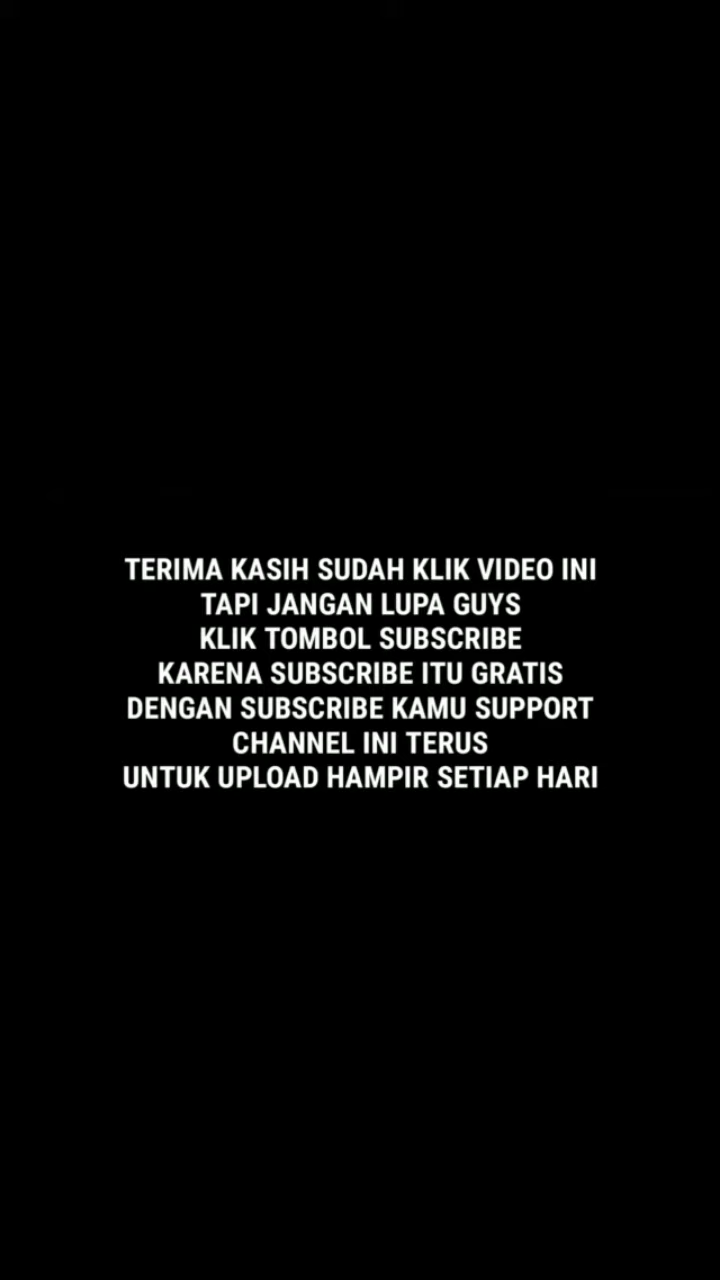 TERIMA KASIH SUDAH KLIK VIDEO INI
TAPI JANGAN LUPA GUYS
KLIK TOMBOL SUBSCRIBE
KARENA SUBSCRIBE ITU GRATIS
DENGAN SUBSCRIBE KAMU SUPPORT
CHANNEL INI TERUS
UNTUK UPLOAD HAMPIR SETIAP HARI